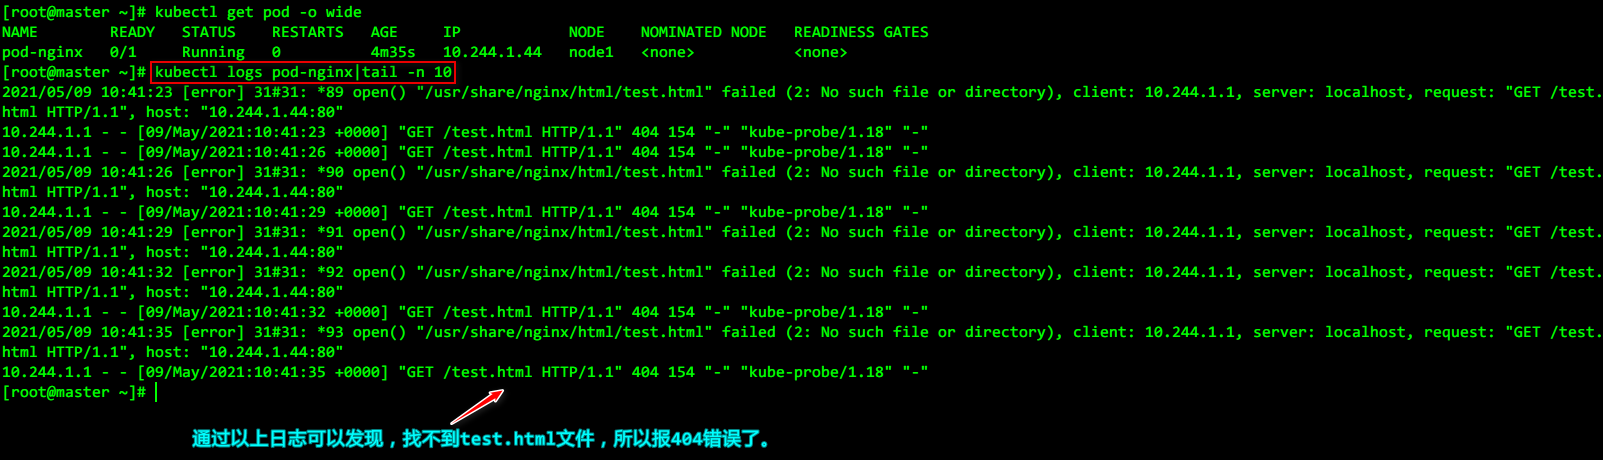 [root@master ~]# kubectl get pod -o wide
NAME        READY   STATUS    RESTARTS   AGE     IP            NODE    NOMINATED NODE   READINESS GATES
pod-nginx   0/1     Running   0          4m35s   10.244.1.44   node1   <none>           <none>
[root@master ~]# kubectl logs pod-nginx|tail -n 10
2021/05/09 10:41:23 [error] 31#31: *89 open() "/usr/share/nginx/html/test.html" failed (2: No such file or directory), client: 10.244.1.1, server: localhost, request: "GET /test.
html HTTP/1.1", host: "10.244.1.44:80"
10.244.1.1 - - [09/May/2021:10:41:23 +0000] "GET /test.html HTTP/1.1" 404 154 "-" "kube-probe/1.18" "-"
10.244.1.1 - - [09/May/2021:10:41:26 +0000] "GET /test.html HTTP/1.1" 404 154 "-" "kube-probe/1.18" "-"
2021/05/09 10:41:26 [error] 31#31: *90 open() "/usr/share/nginx/html/test.html" failed (2: No such file or directory), client: 10.244.1.1, server: localhost, request: "GET /test.
html HTTP/1.1", host: "10.244.1.44:80"
10.244.1.1 - - [09/May/2021:10:41:29 +0000] "GET /test.html HTTP/1.1" 404 154 "-" "kube-probe/1.18" "-"
2021/05/09 10:41:29 [error] 31#31: *91 open() "/usr/share/nginx/html/test.html" failed (2: No such file or directory), client: 10.244.1.1, server: localhost, request: "GET /test.
html HTTP/1.1", host: "10.244.1.44:80"
2021/05/09 10:41:32 [error] 31#31: *92 open() "/usr/share/nginx/html/test.html" failed (2: No such file or directory), client: 10.244.1.1, server: localhost, request: "GET /test.
html HTTP/1.1", host: "10.244.1.44:80"
10.244.1.1 - - [09/May/2021:10:41:32 +0000] "GET /test.html HTTP/1.1" 404 154 "-" "kube-probe/1.18" "-"
2021/05/09 10:41:35 [error] 31#31: *93 open() "/usr/share/nginx/html/test.html" failed (2: No such file or directory), client: 10.244.1.1, server: localhost, request: "GET /test.
html HTTP/1.1", host: "10.244.1.44:80"
10.244.1.1 - - [09/May/2021:10:41:35 +0000] "GET /test.html HTTP/1.1" 404 154 "-" "kube-probe/1.18" "-"
[root@master ~]#
通过以上日志可以发现，找不到test.html文件，所以报404错误了。